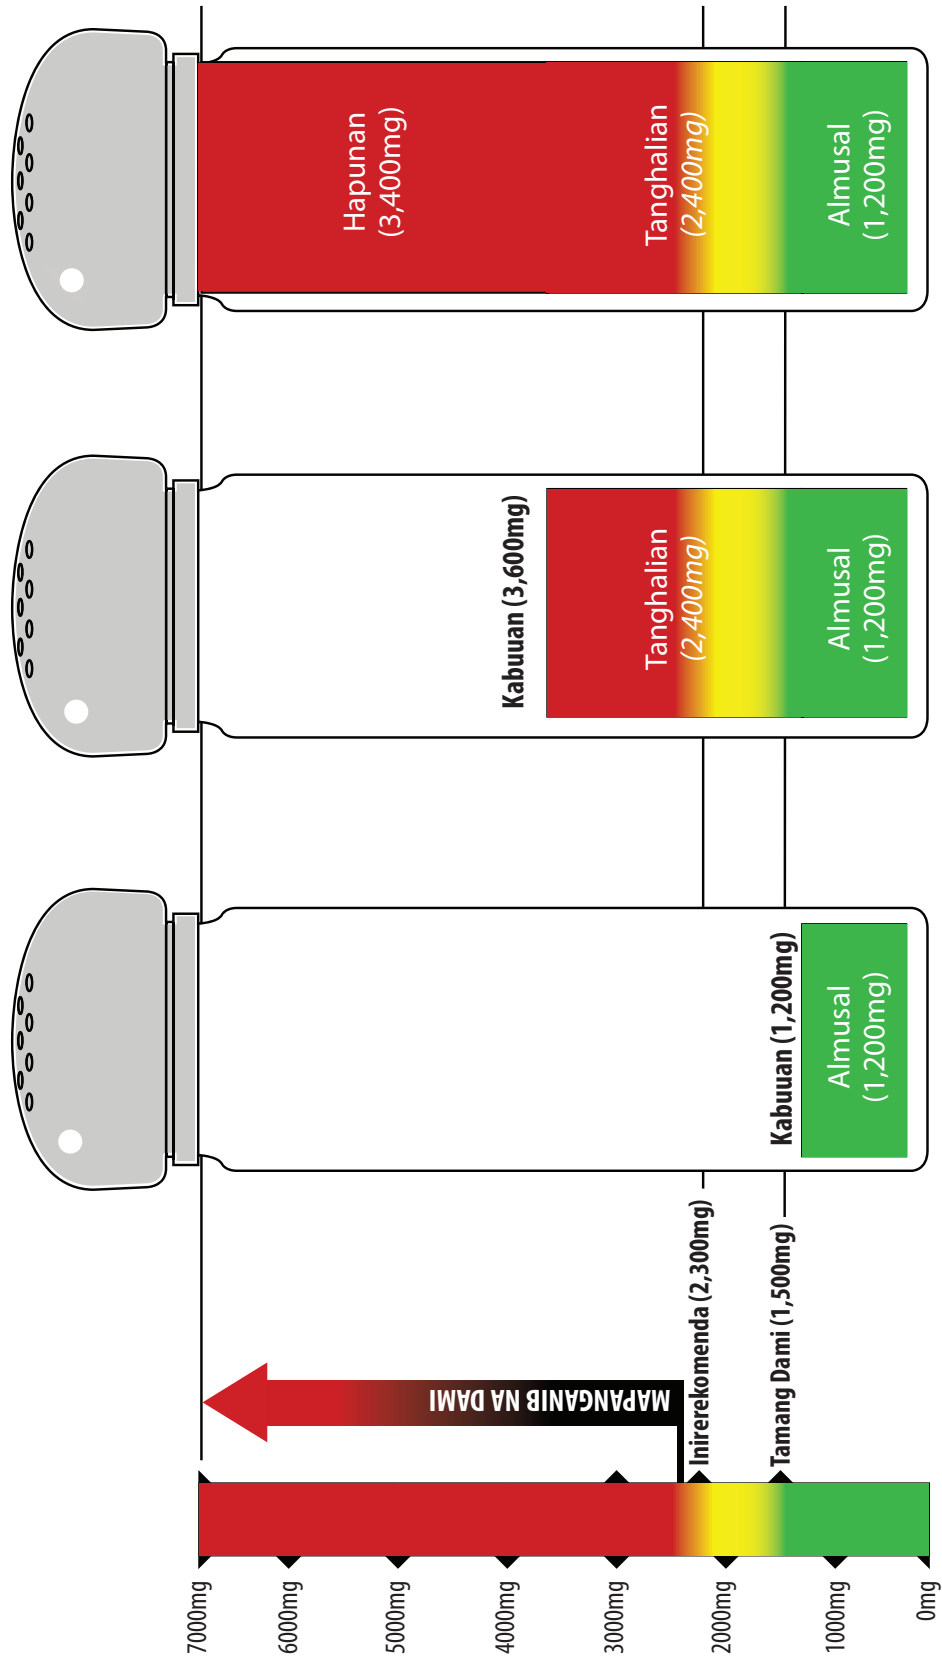 7000mg
6000mg
5000mg
4000mg
3000mg
2000mg
1000mg
0mg
MAPANGANIB NA DAMI
Inirerekomenda (2,300mg)
Tamang Dami (1,500mg)
Kabuuan (1,200mg)
Almusal
(1,200mg)
Kabuuan (3,600mg)
Tanghalian
(2,400mg)
Almusal
(1,200mg)
Hapunan
(3,400mg)
Tanghalian
(2,400mg)
Almusal
(1,200mg)